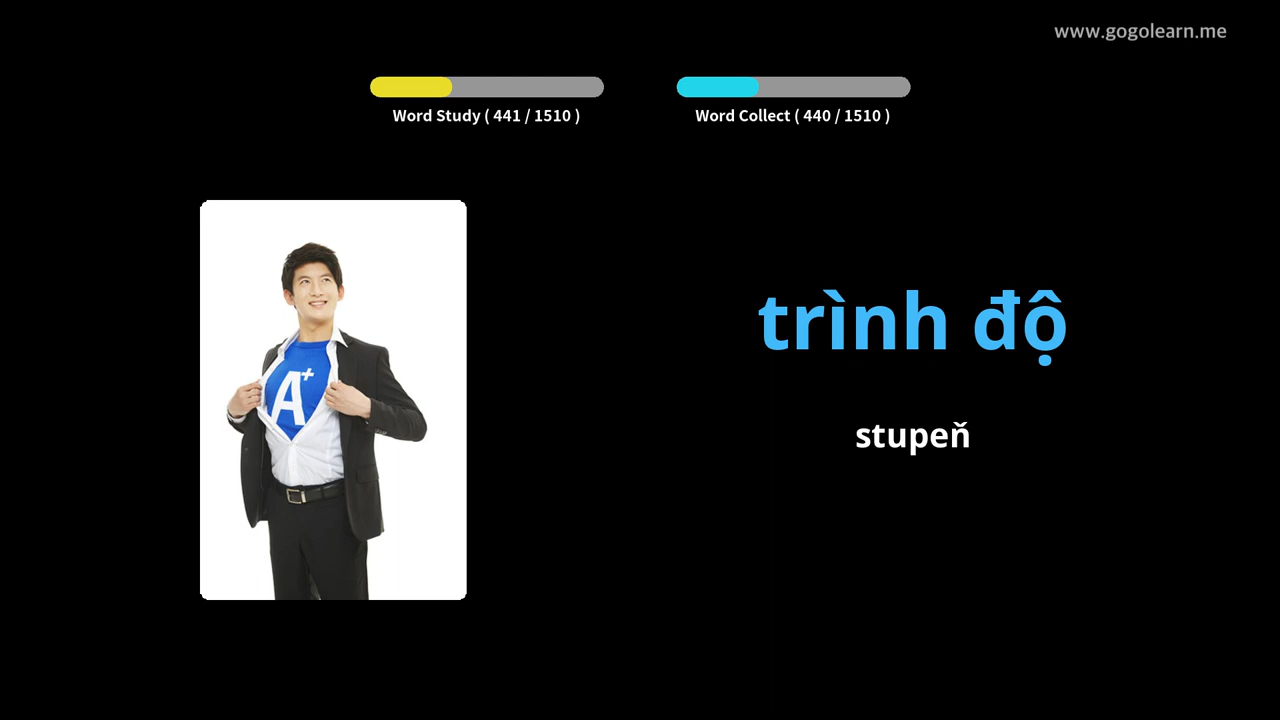 www.gogolearn.me
Word Study ( 441 / 1510 )
Word Collect ( 440 / 1510 )
A+
trình độ
stupeň